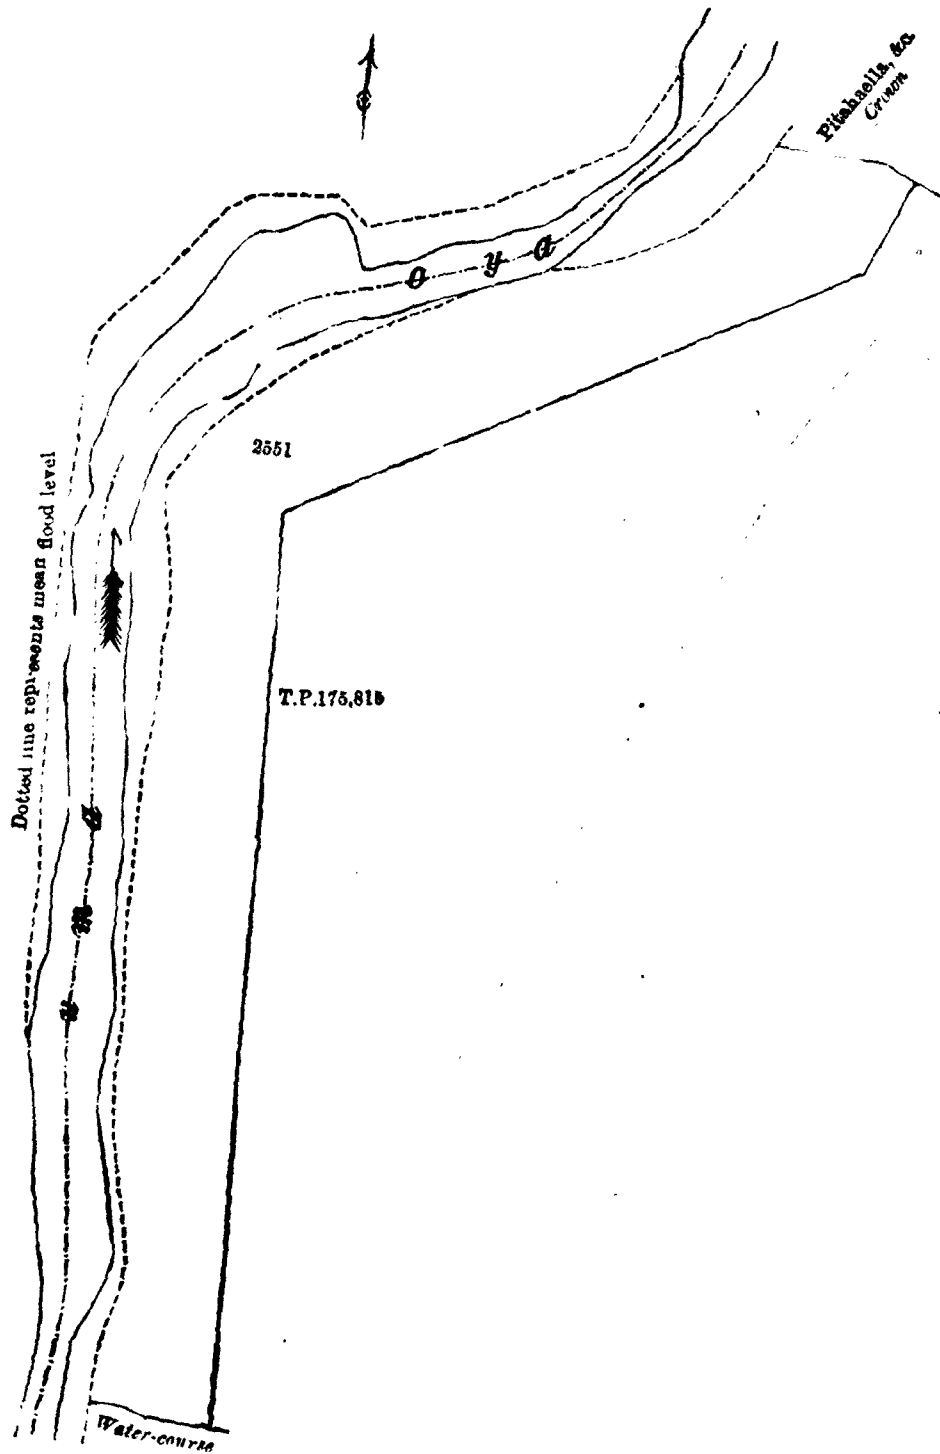 Pitahaella, &c.
Crown
o y a
2551
Dotted line represents mean flood level
T.P.175,815
u m a
Water-course